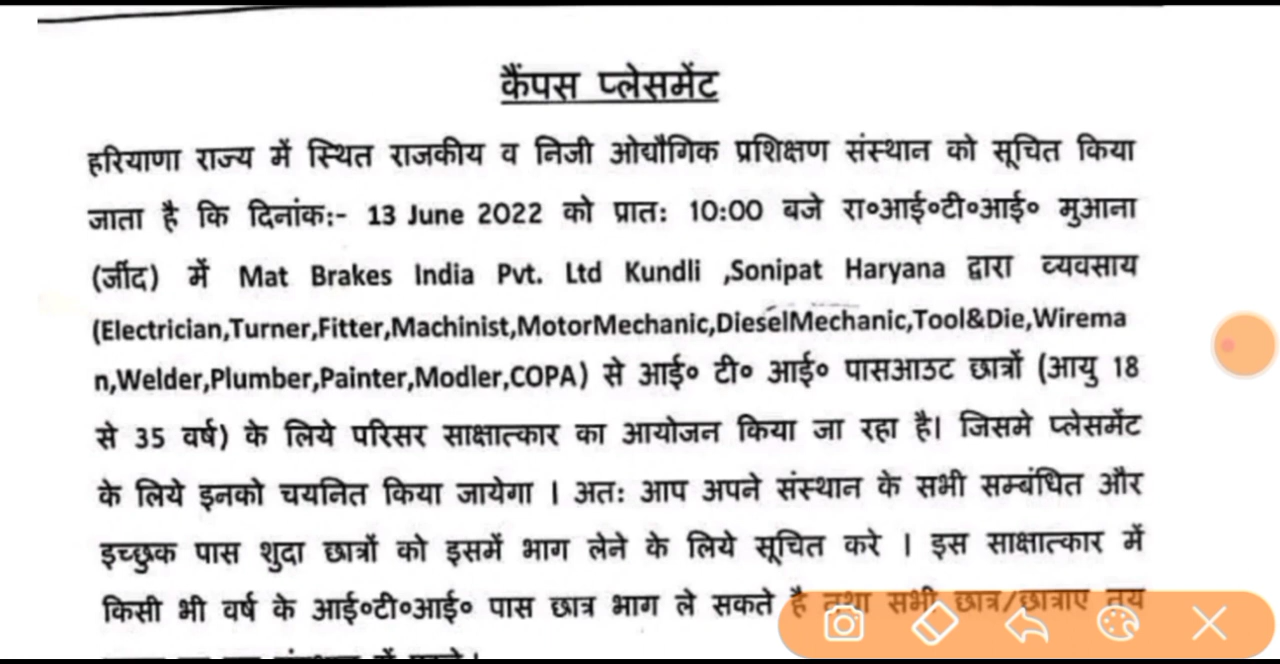 कैंपस प्लेसमेंट
हरियाणा राज्य में स्थित राजकीय व निजी ओद्यौगिक प्रशिक्षण संस्थान को सूचित किया
जाता है कि दिनांक:- 13 June 2022 को प्रातः 10:00 बजे रा०आई०टी०आई० मुआना
(जींद) में Mat Brakes India Pvt. Ltd Kundli ,Sonipat Haryana द्वारा व्यवसाय
(Electrician,Turner,Fitter,Machinist,MotorMechanic,DieselMechanic,Tool&Die,Wirema
n,Welder,Plumber,Painter,Modler,COPA) से आई० टी० आई० पासआउट छात्रों (आयु 18
से 35 वर्ष) के लिये परिसर साक्षात्कार का आयोजन किया जा रहा है। जिसमे प्लेसमेंट
के लिये इनको चयनित किया जायेगा । अतः आप अपने संस्थान के सभी सम्बंधित और
इच्छुक पास शुदा छात्रों को इसमें भाग लेने के लिये सूचित करे । इस साक्षात्कार में
किसी भी वर्ष के आई०टी०आई० पास छात्र भाग ले सकते है तथा सभी छात्र/छात्राए तय